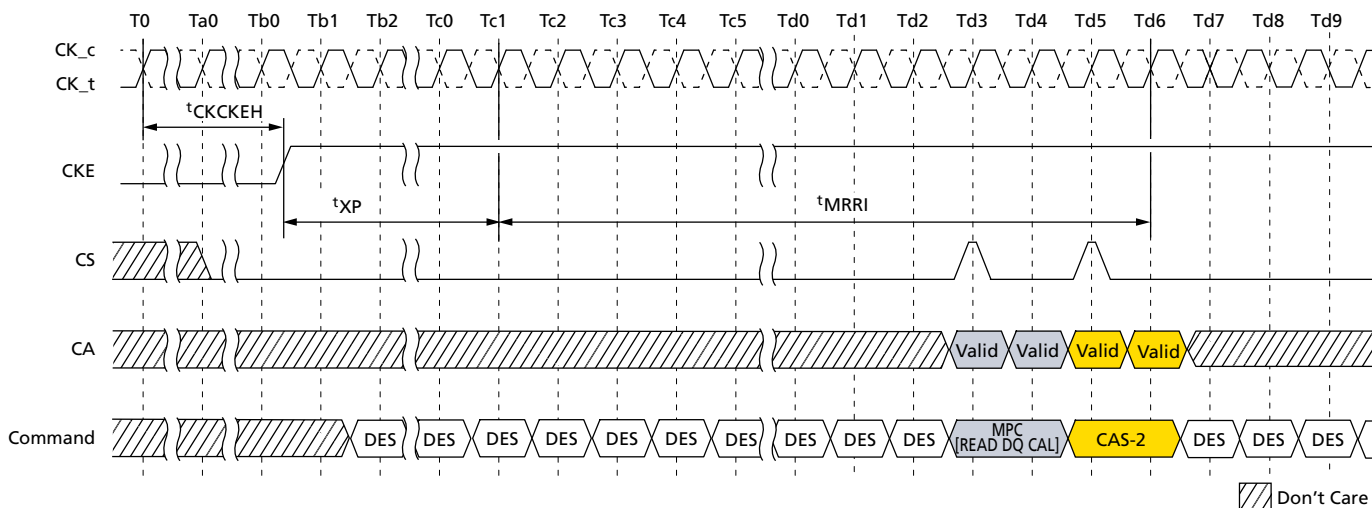 T0 Ta0 Tb0 Tb1 Tb2 Tc0 Tc1 Tc2 Tc3 Tc4 Tc5 Td0 Td1 Td2 Td3 Td4 Td5 Td6 Td7 Td8 Td9
CK_c
CK_t
tCKCKEH
CKE
tXP tMRRI
CS
CA Valid Valid Valid Valid
Command DES DES DES DES DES DES DES DES DES DES MPC [READ DQ CAL] CAS-2 DES DES DES
Don't Care